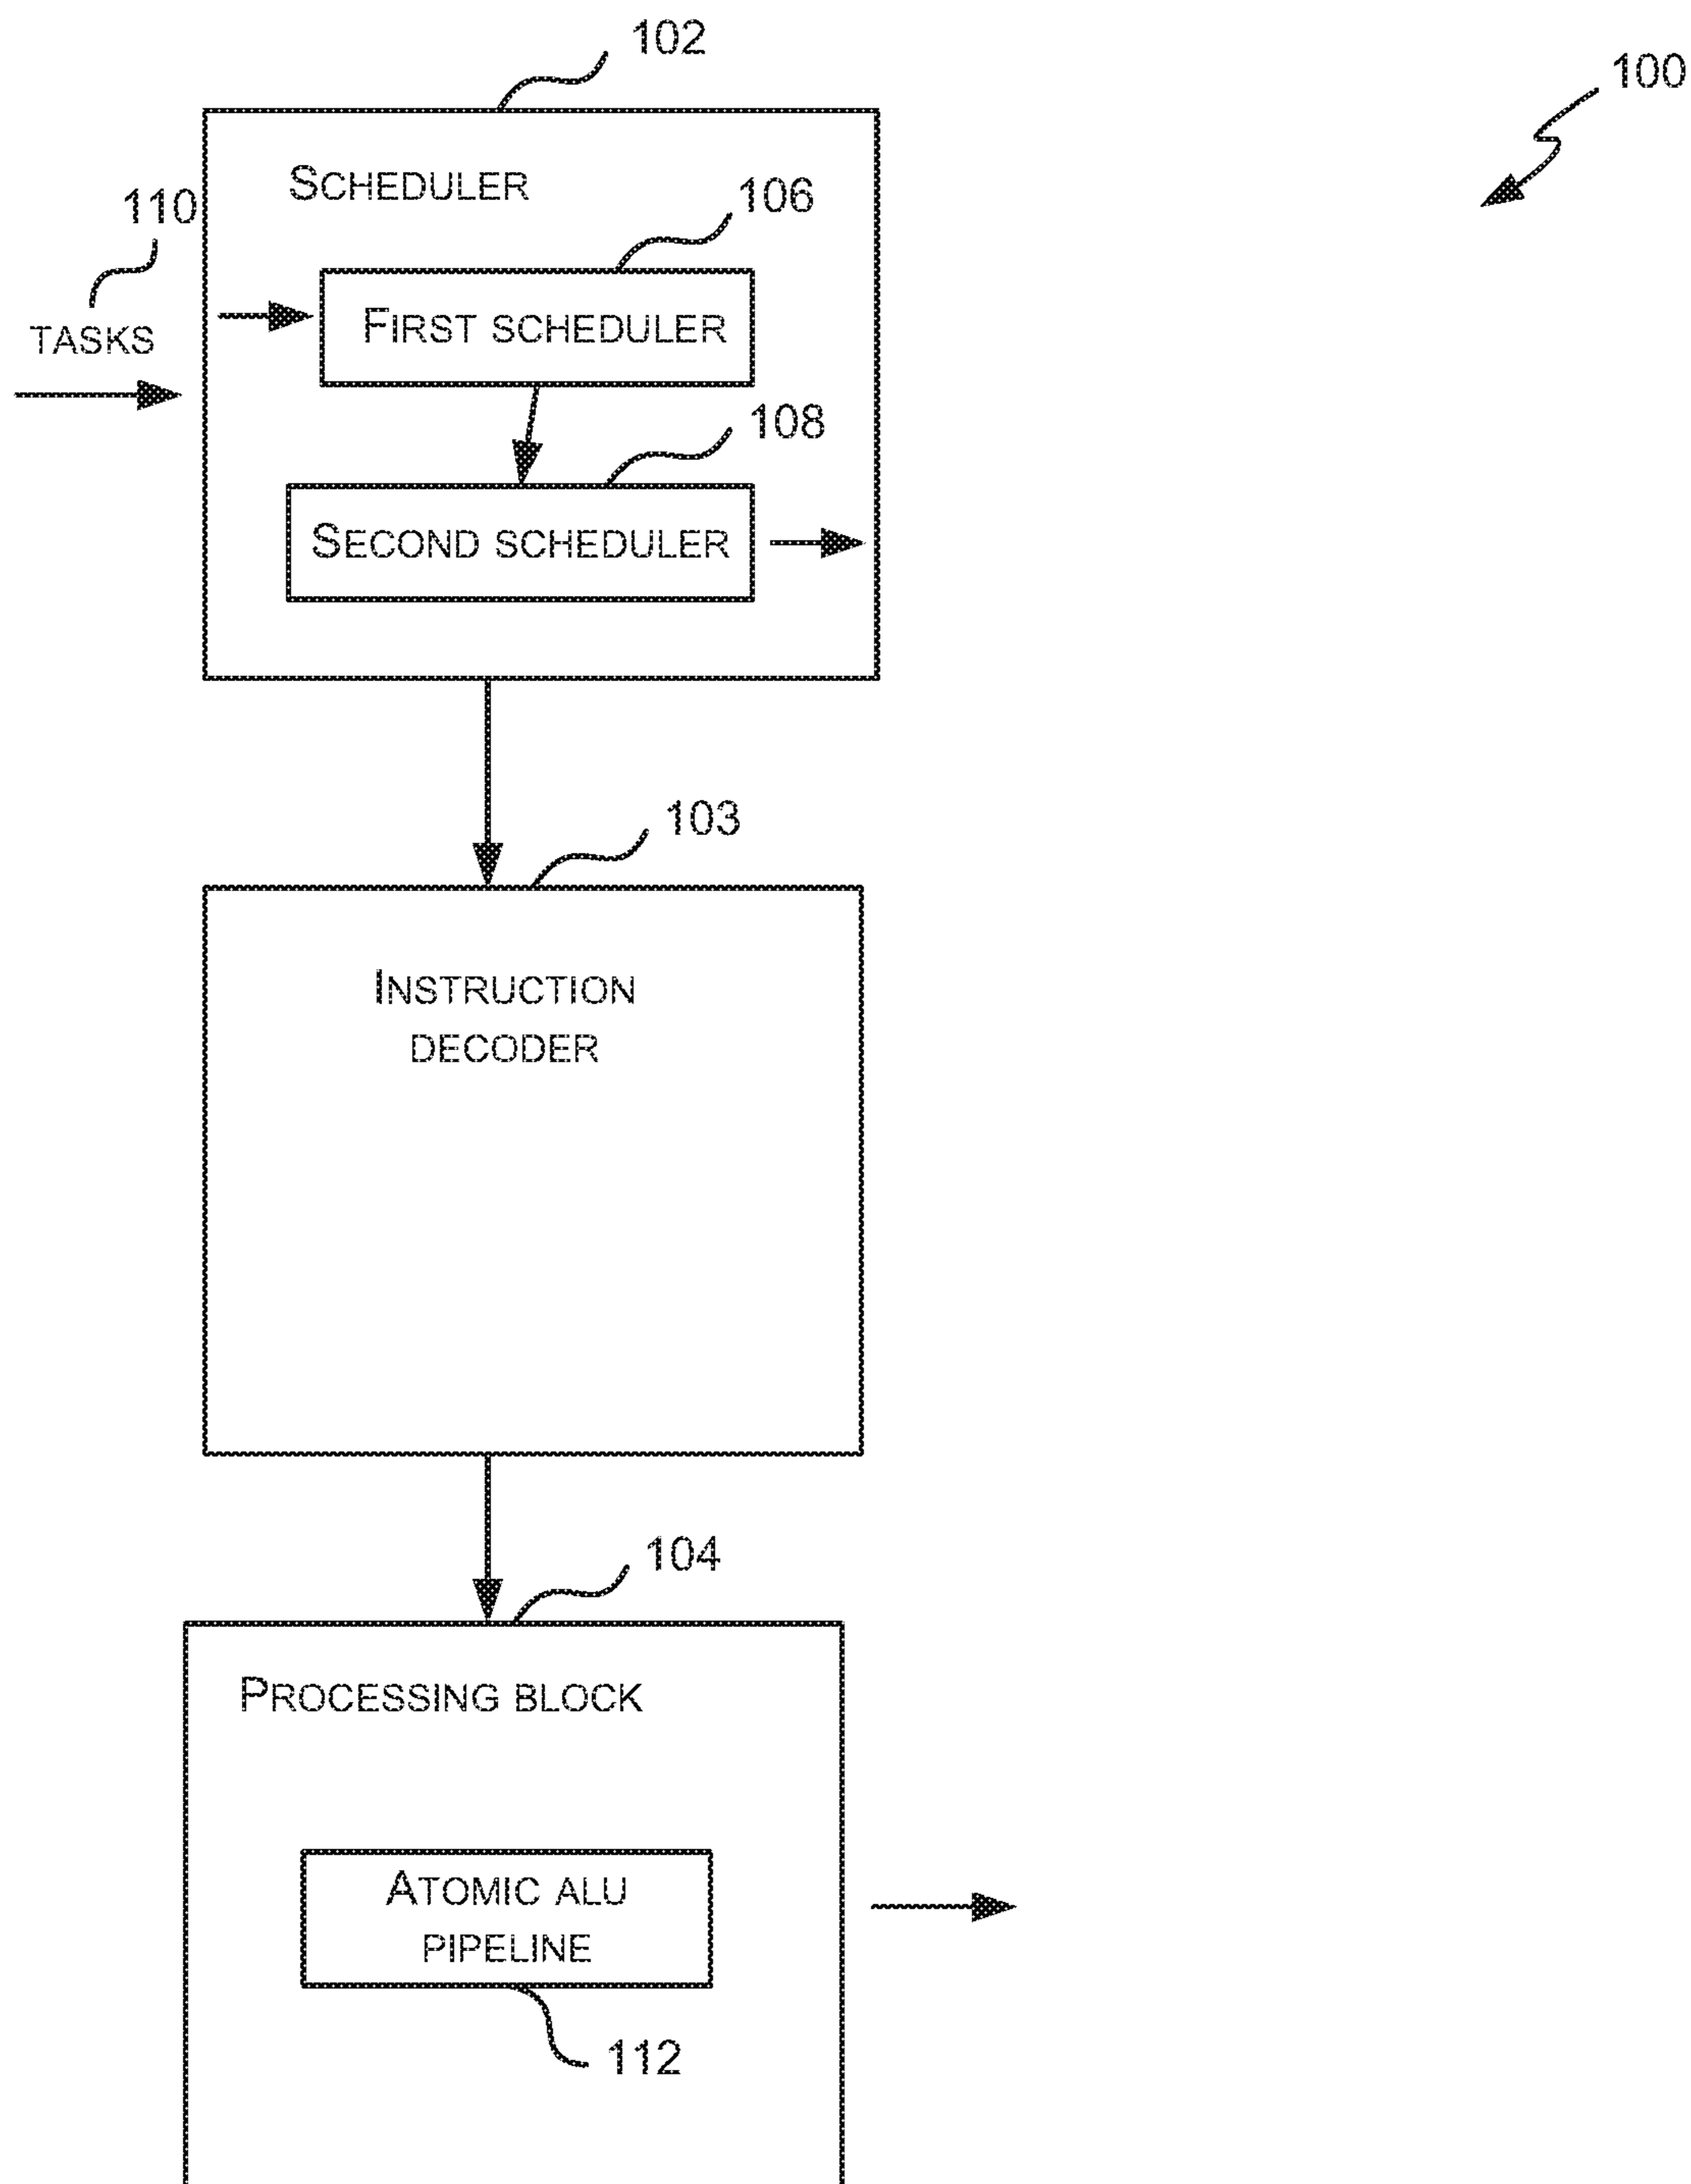 102
100
SCHEDULER
110
106
FIRST SCHEDULER
TASKS
108
SECOND SCHEDULER
103
INSTRUCTION
DECODER
104
PROCESSING BLOCK
ATOMIC ALU
PIPELINE
112